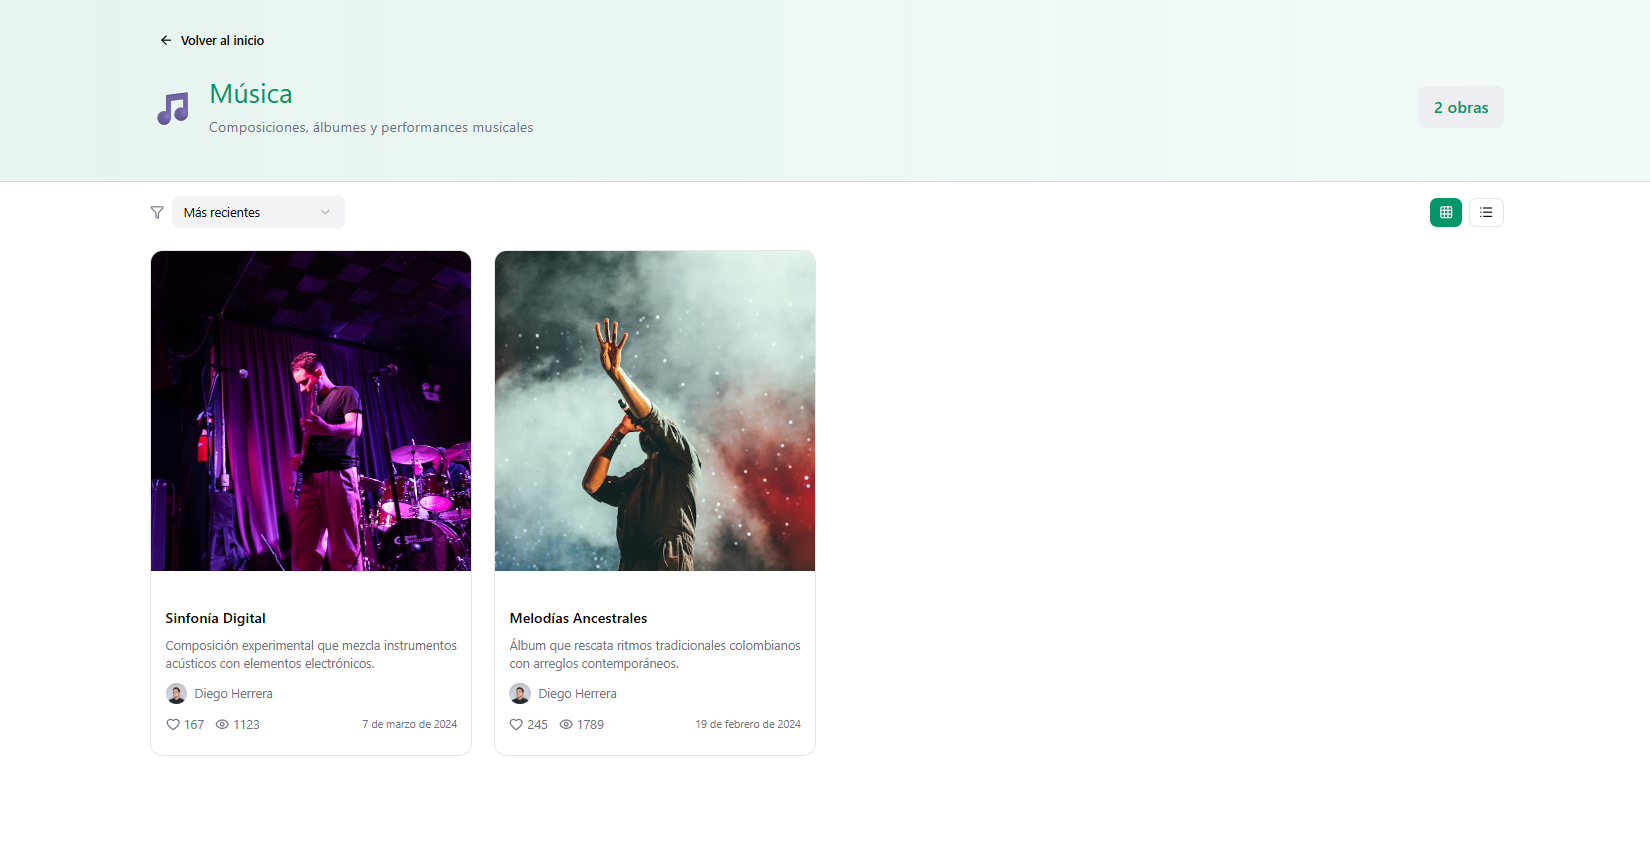 Volver al inicio
Música
Composiciones, álbumes y performances musicales
2 obras
Más recientes
Sinfonía Digital
Composición experimental que mezcla instrumentos
acústicos con elementos electrónicos.
Diego Herrera
167 1123 7 de marzo de 2024
Melodías Ancestrales
Álbum que rescata ritmos tradicionales colombianos
con arreglos contemporáneos.
Diego Herrera
245 1789 19 de febrero de 2024